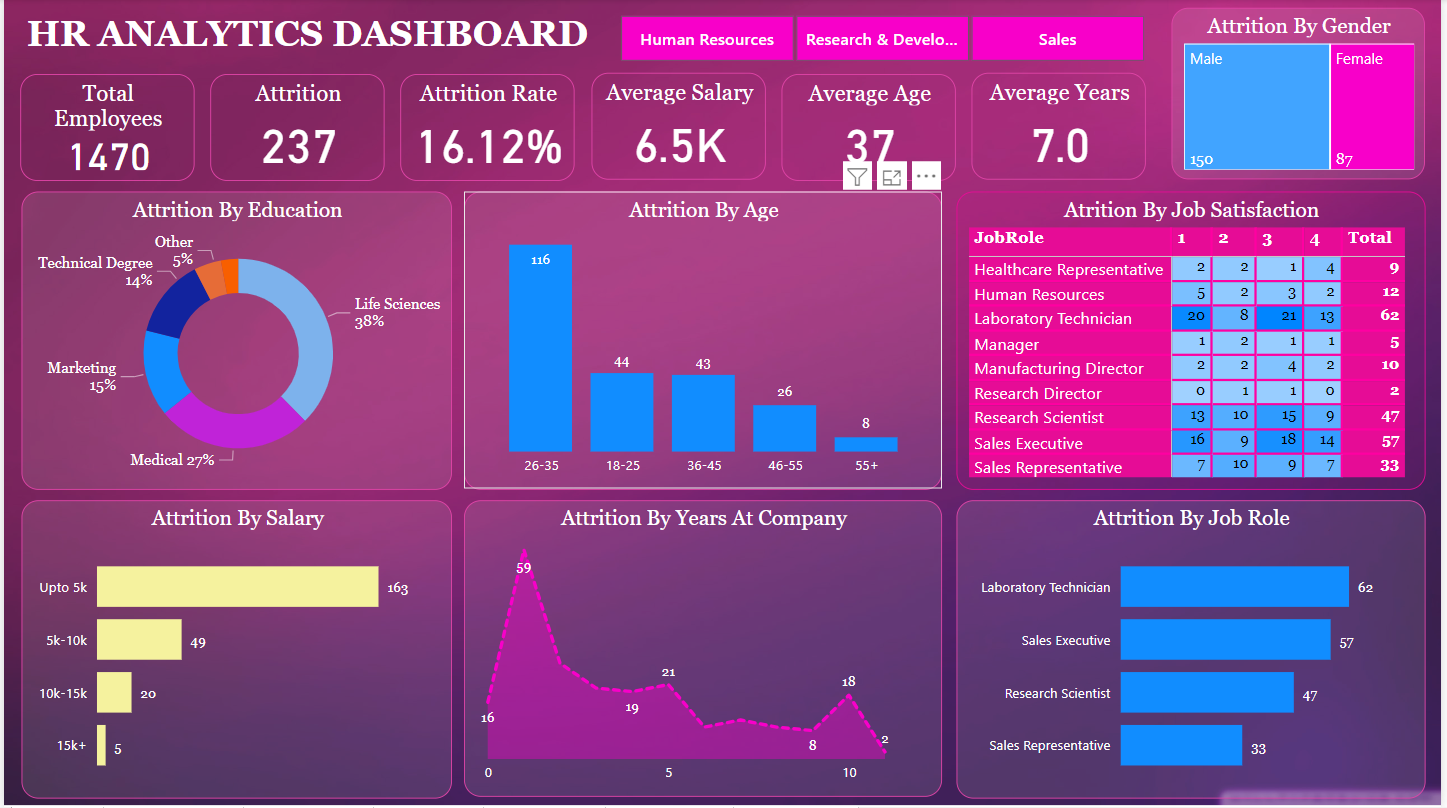 HR ANALYTICS DASHBOARD
Human Resources
Research & Develo...
Sales
Attrition By Gender
Male
Female
150
87
Total
Employees
1470
Attrition
237
Attrition Rate
16.12%
Average Salary
6.5K
Average Age
37
Average Years
7.0
Attrition By Education
Other
5%
Technical Degree
14%
Life Sciences
38%
Marketing
15%
Medical 27%
Attrition By Age
116
44
43
26
8
26-35
18-25
36-45
46-55
55+
Atrition By Job Satisfaction
JobRole 1 2 3 4 Total
Healthcare Representative 2 2 1 4 9
Human Resources 5 2 3 2 12
Laboratory Technician 20 8 21 13 62
Manager 1 2 1 1 5
Manufacturing Director 2 2 4 2 10
Research Director 0 1 1 0 2
Research Scientist 13 10 15 9 47
Sales Executive 16 9 18 14 57
Sales Representative 7 10 9 7 33
Attrition By Salary
Upto 5k 163
5k-10k 49
10k-15k 20
15k+ 5
Attrition By Years At Company
59
16
19
21
8
18
2
0
5
10
Attrition By Job Role
Laboratory Technician 62
Sales Executive 57
Research Scientist 47
Sales Representative 33